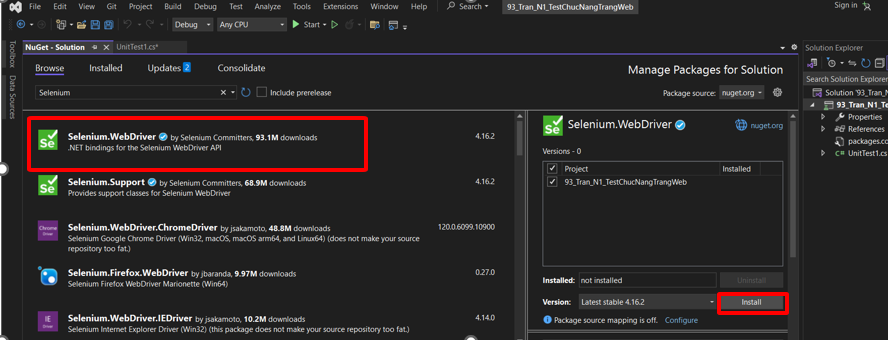 File Edit View Git Project Build Debug Test Analyze Tools Extensions Window Help Search 93_Tran_N1_TestChucNangTrangWeb Sign in
Debug Any CPU Start
Toolbox
Data Sources
NuGet - Solution UnitTest1.cs*
Browse Installed Updates 2 Consolidate
Manage Packages for Solution
Selenium Include prerelease
Package source: nuget.org
Selenium.WebDriver by Selenium Committers, 93.1M downloads 4.16.2
.NET bindings for the Selenium WebDriver API
Selenium.Support by Selenium Committers, 68.9M downloads 4.16.2
Provides support classes for Selenium WebDriver
Chrome
Driver
Selenium.WebDriver.ChromeDriver by jsakamoto, 48.8M downloads 120.0.6099.10900
Selenium Google Chrome Driver (Win32, macOS, macOS arm64, and Linux64) (does not make your source
repository too fat.)
Selenium.Firefox.WebDriver by jbaranda, 9.97M downloads 0.27.0
Selenium Firefox WebDriver Marionette (Win64)
IE
Driver
Selenium.WebDriver.IEDriver by jsakamoto, 10.2M downloads 4.14.0
Selenium Internet Explorer Driver (Win32) (this package does not make your source repository too fat.)
Se
Selenium.WebDriver nuget.org
Versions - 0
Project Installed
93_Tran_N1_TestChucNangTrangWeb
Installed: not installed Uninstall
Version: Latest stable 4.16.2 Install
Package source mapping is off. Configure
Solution Explorer
Search Solution Explorer
Solution '93_Tran_N
93_Tran_N1_Test
Properties
References
packages.co
C# UnitTest1.cs